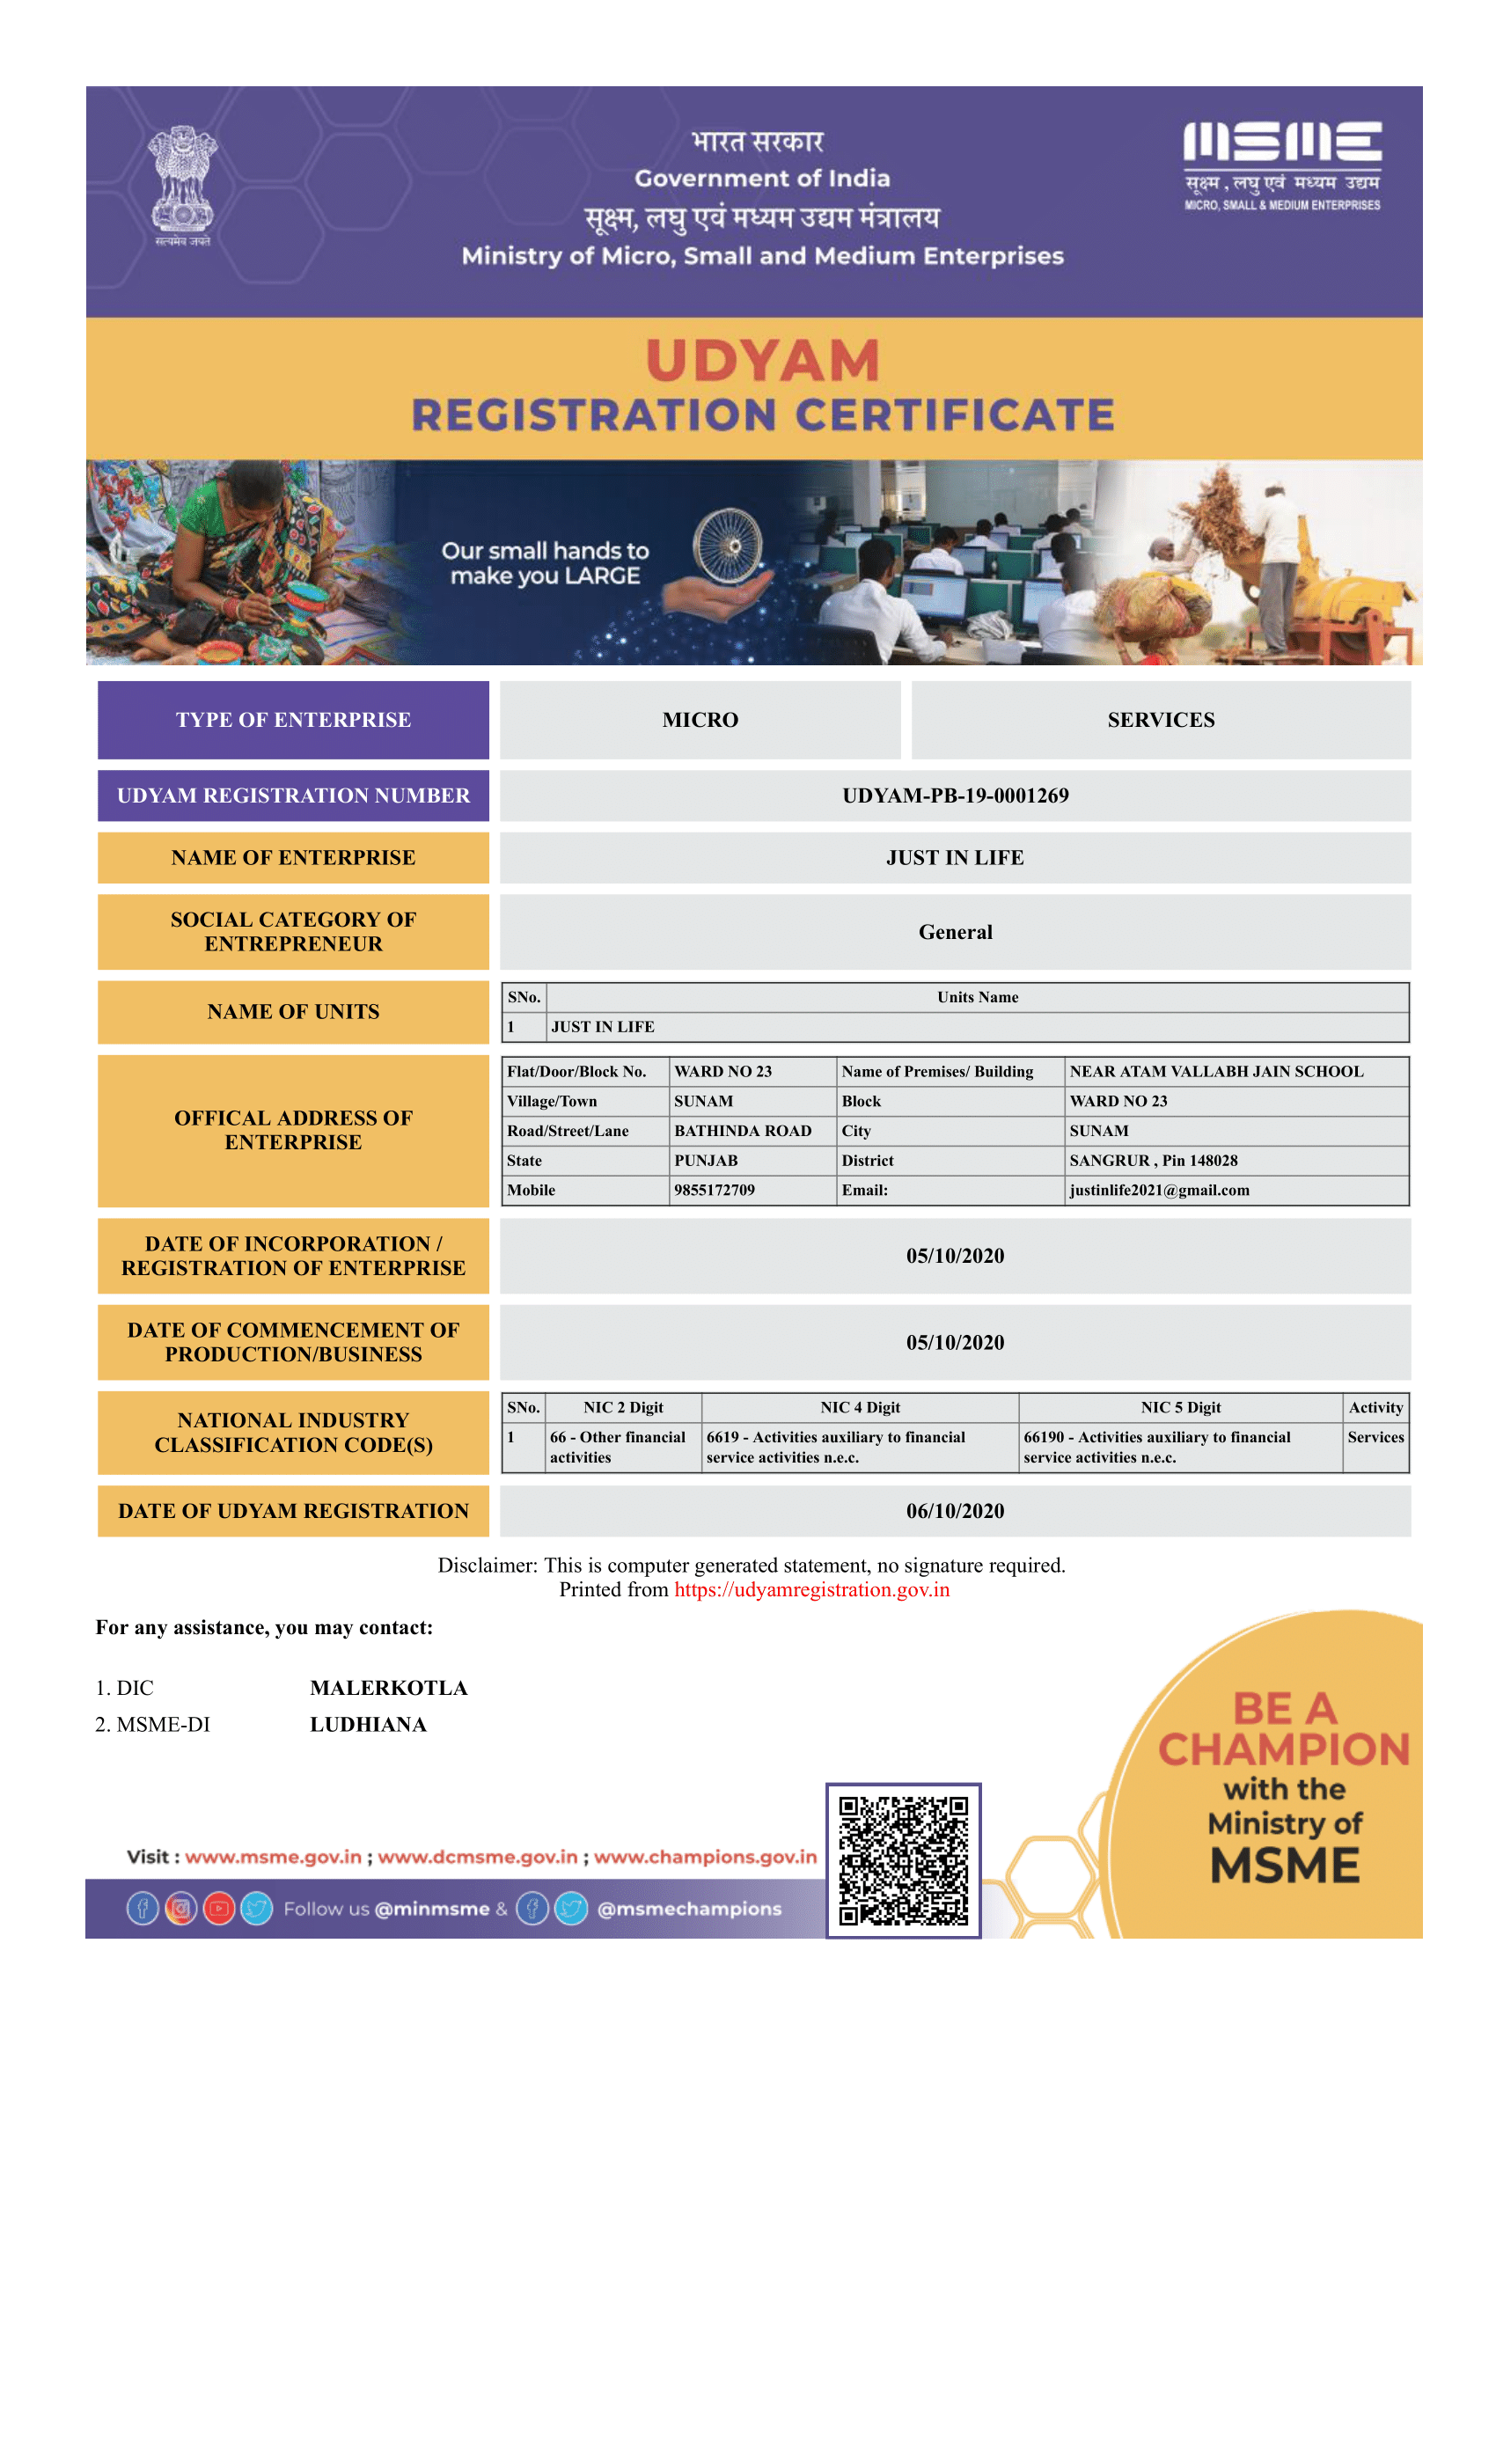 भारत सरकार
Government of India
सूक्ष्म, लघु एवं मध्यम उद्यम मंत्रालय
Ministry of Micro, Small and Medium Enterprises
सत्यमेव जयते
MSME
सूक्ष्म , लघु एवं मध्यम उद्यम
MICRO, SMALL & MEDIUM ENTERPRISES
UDYAM
REGISTRATION CERTIFICATE
Our small hands to
make you LARGE
TYPE OF ENTERPRISE MICRO SERVICES
UDYAM REGISTRATION NUMBER UDYAM-PB-19-0001269
NAME OF ENTERPRISE JUST IN LIFE
SOCIAL CATEGORY OF
ENTREPRENEUR
General
NAME OF UNITS
SNo. Units Name
1 JUST IN LIFE
OFFICAL ADDRESS OF
ENTERPRISE
Flat/Door/Block No. WARD NO 23 Name of Premises/ Building NEAR ATAM VALLABH JAIN SCHOOL
Village/Town SUNAM Block WARD NO 23
Road/Street/Lane BATHINDA ROAD City SUNAM
State PUNJAB District SANGRUR , Pin 148028
Mobile 9855172709 Email: justinlife2021@gmail.com
DATE OF INCORPORATION /
REGISTRATION OF ENTERPRISE
05/10/2020
DATE OF COMMENCEMENT OF
PRODUCTION/BUSINESS
05/10/2020
NATIONAL INDUSTRY
CLASSIFICATION CODE(S)
SNo. NIC 2 Digit NIC 4 Digit NIC 5 Digit Activity
1 66 - Other financial 6619 - Activities auxiliary to financial 66190 - Activities auxiliary to financial Services
activities service activities n.e.c. service activities n.e.c.
DATE OF UDYAM REGISTRATION 06/10/2020
Disclaimer: This is computer generated statement, no signature required.
Printed from https://udyamregistration.gov.in
For any assistance, you may contact:
1. DIC MALERKOTLA
2. MSME-DI LUDHIANA
BE A
CHAMPION
with the
Ministry of
MSME
Visit : www.msme.gov.in ; www.dcmsme.gov.in ; www.champions.gov.in
Follow us @minmsme & @msmechampions